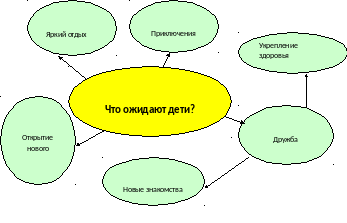 Яркий отдых
Приключения
Укрепление
здоровья
Что ожидают дети?
Открытие
нового
Дружба
Новые знакомства